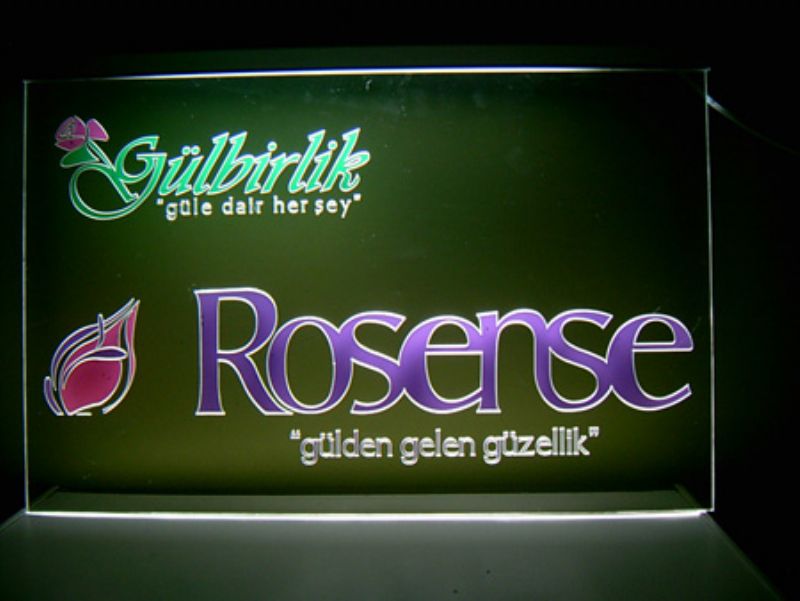 Gülbirlik
"güle dair her şey"
Rosense
"gülden gelen güzellik"